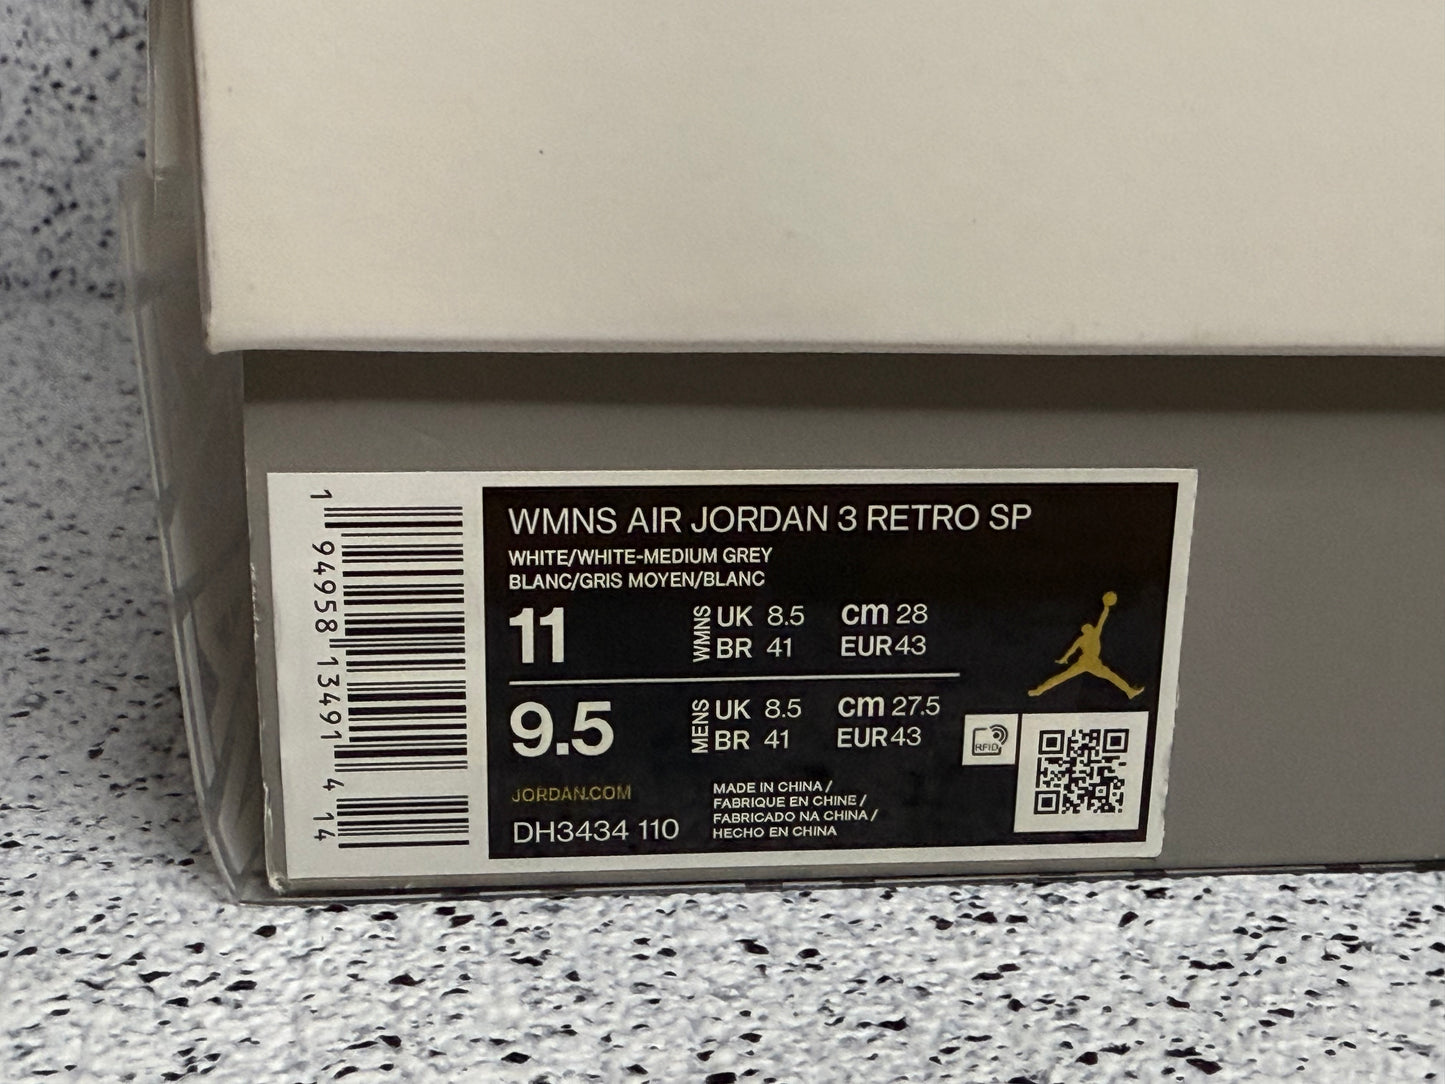 1 94958 13491 4 14
WMNS AIR JORDAN 3 RETRO SP
WHITE/WHITE-MEDIUM GREY
BLANC/GRIS MOYEN/BLANC
11 WMNS UK 8.5 cm 28
BR 41 EUR 43
9.5 MENS UK 8.5 cm 27.5
BR 41 EUR 43
RFID
JORDAN.COM
DH3434 110
MADE IN CHINA /
FABRIQUE EN CHINE /
FABRICADO NA CHINA /
HECHO EN CHINA